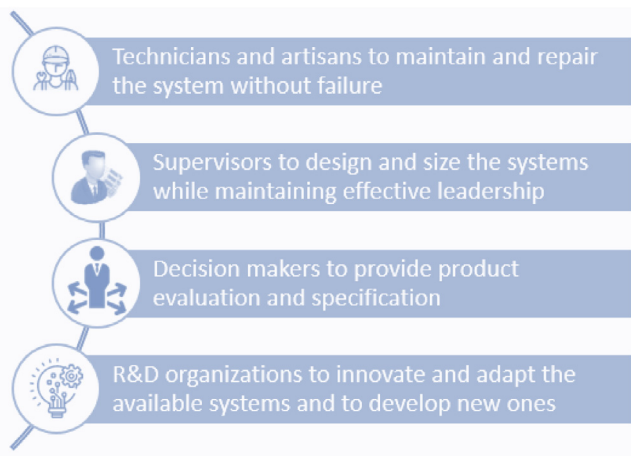 Technicians and artisans to maintain and repair
the system without failure
Supervisors to design and size the systems
while maintaining effective leadership
Decision makers to provide product
evaluation and specification
R&D organizations to innovate and adapt the
available systems and to develop new ones